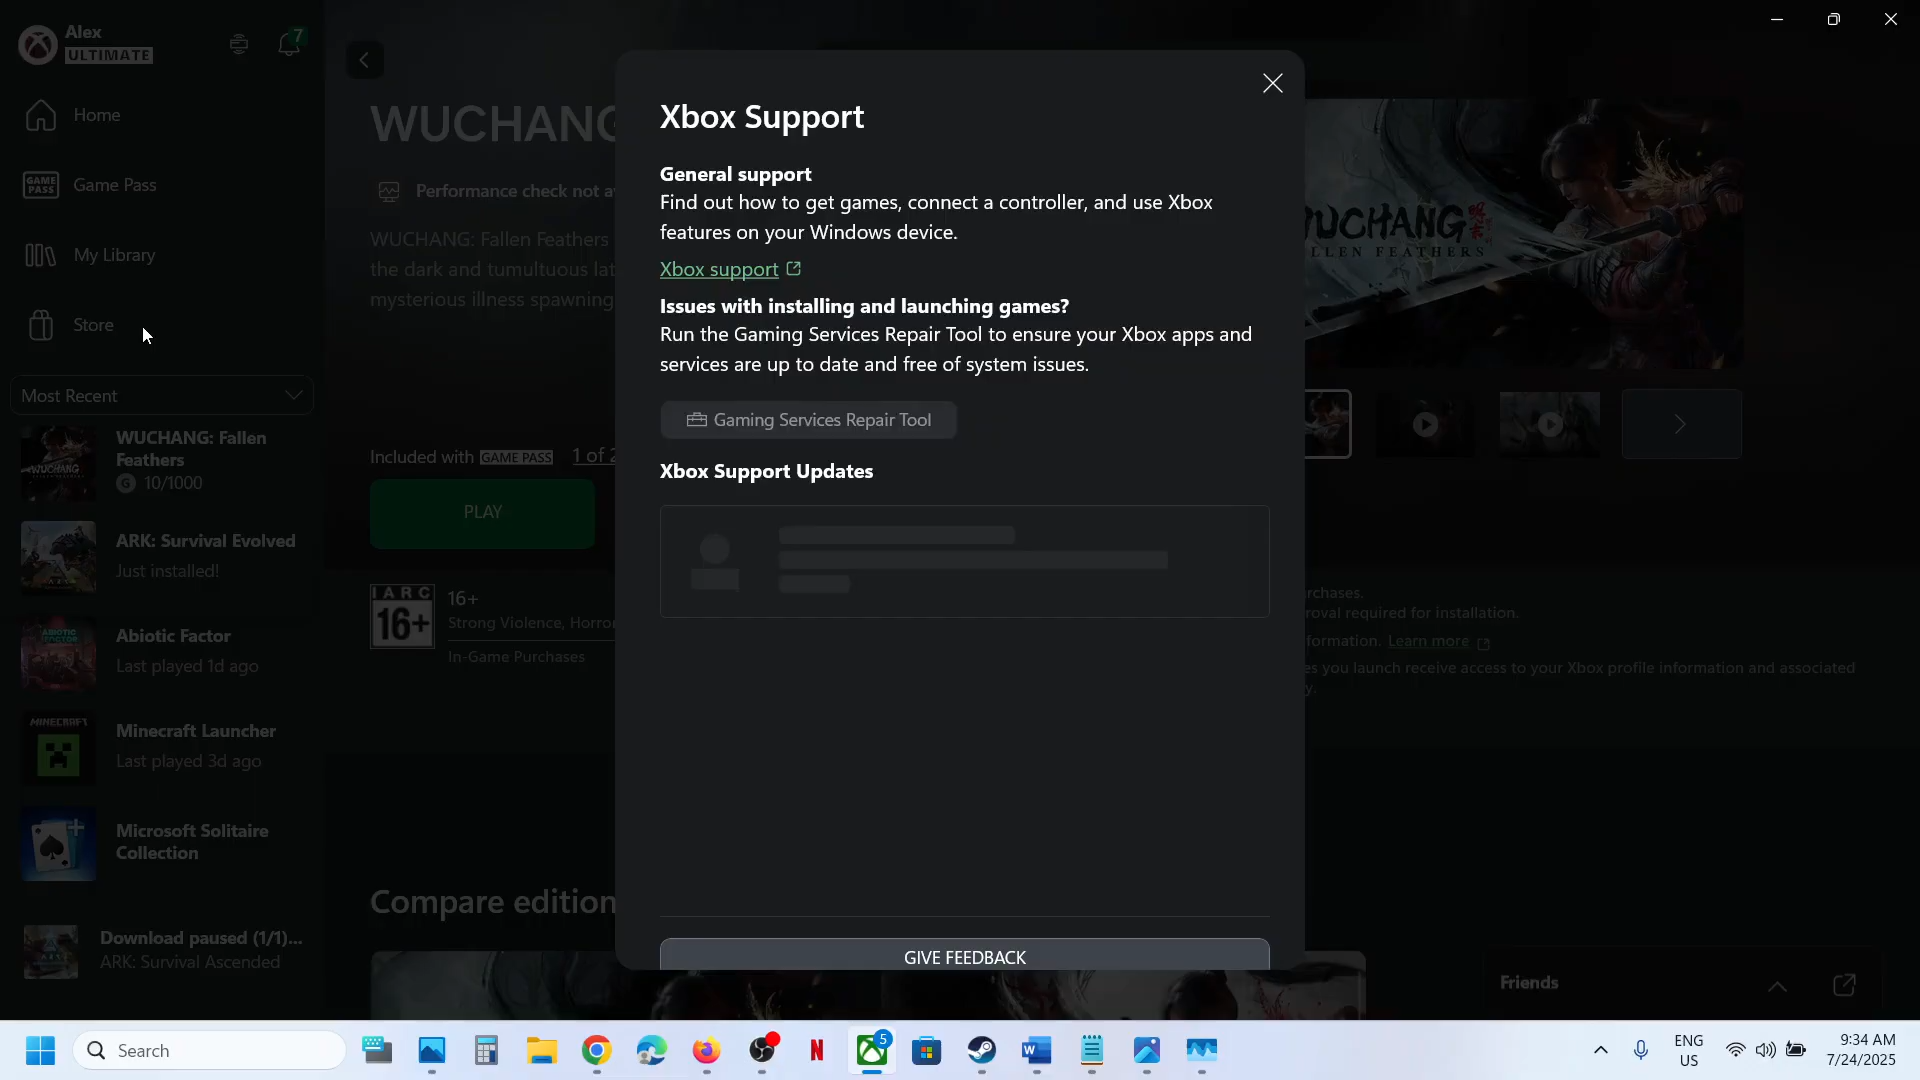 Alex
ULTIMATE
7
Home
GAME PASS
Game Pass
My Library
Store
Most Recent
WUCHANG: Fallen
Feathers
G 10/1000
ARK: Survival Evolved
Just installed!
Abiotic Factor
Last played 1d ago
MINECRAFT
Minecraft Launcher
Last played 3d ago
Microsoft Solitaire
Collection
Download paused (1/1)...
ARK: Survival Ascended
WUCHANG
Performance check not av
WUCHANG: Fallen Feathers
the dark and tumultuous lat
mysterious illness spawning
Included with GAME PASS
1 of 2
PLAY
IARC
16+
16+
Strong Violence, Horror
In-Game Purchases
Compare edition
Xbox Support
General support
Find out how to get games, connect a controller, and use Xbox
features on your Windows device.
Xbox support
Issues with installing and launching games?
Run the Gaming Services Repair Tool to ensure your Xbox apps and
services are up to date and free of system issues.
Gaming Services Repair Tool
Xbox Support Updates
GIVE FEEDBACK
WUCHANG
LLEN FEATHERS
rchases.
roval required for installation.
formation. Learn more
es you launch receive access to your Xbox profile information and associated
y.
Friends
Search
5
ENG
US
9:34 AM
7/24/2025